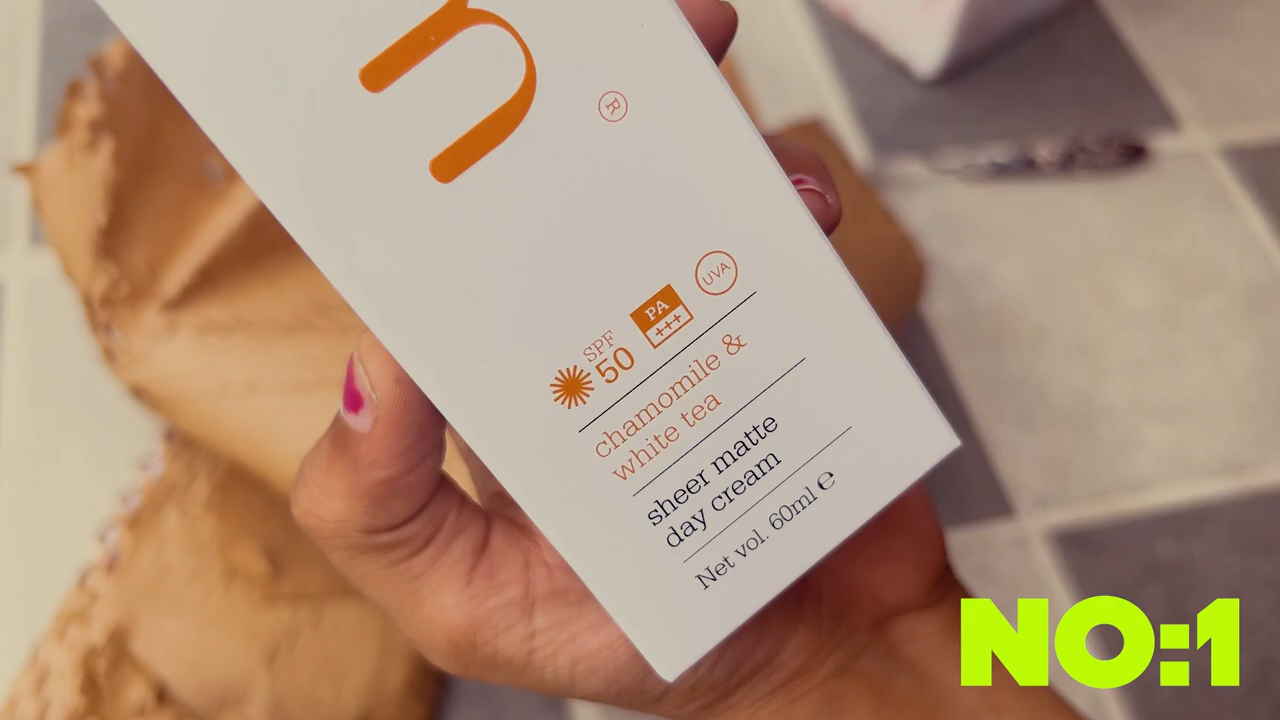 n
®
SPF
50
PA
+++
UVA
chamomile &
white tea
sheer matte
day cream
Net vol. 60ml ℮
NO:1